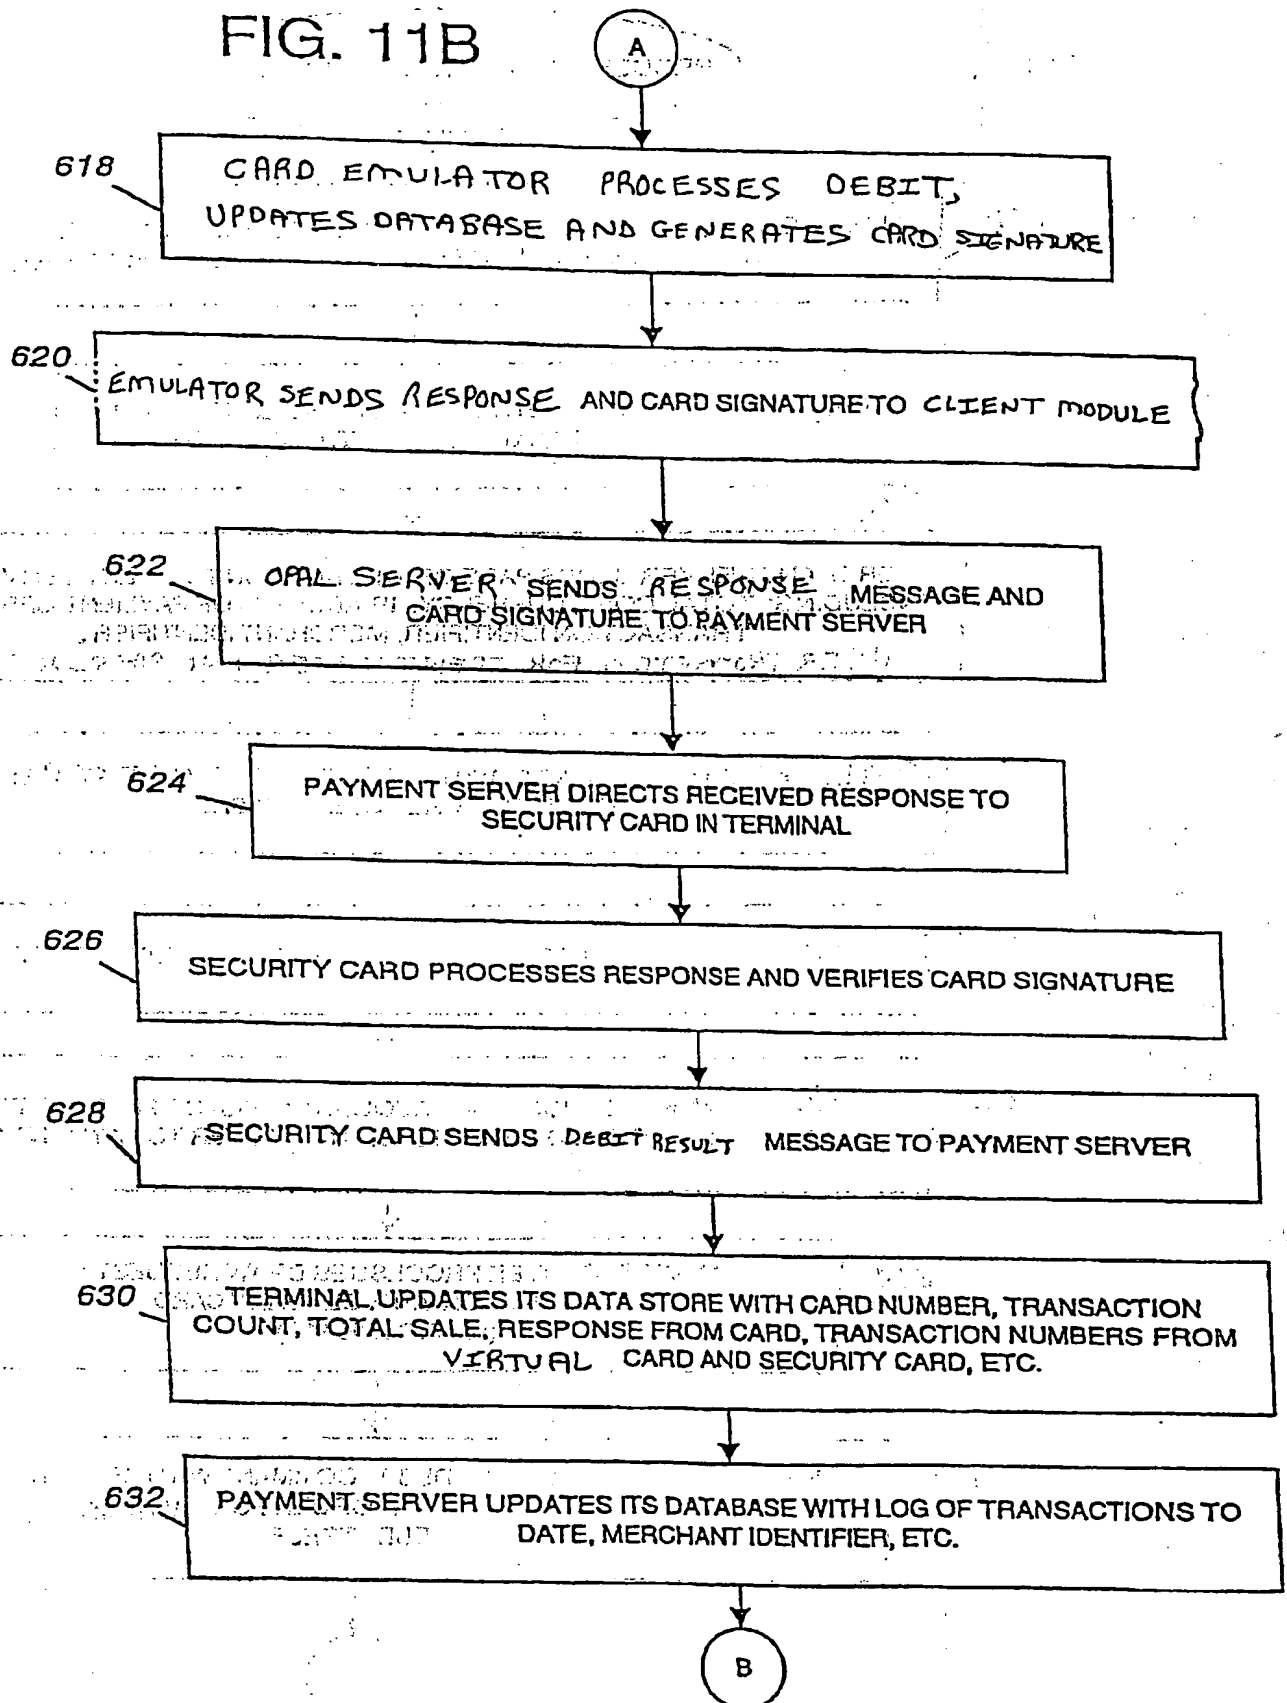 FIG. 11B
A
618
CARD EMULATOR PROCESSES DEBIT,
UPDATES DATABASE AND GENERATES CARD SIGNATURE
620
EMULATOR SENDS RESPONSE AND CARD SIGNATURE TO CLIENT MODULE
622
OPAL SERVER SENDS RESPONSE MESSAGE AND
CARD SIGNATURE TO PAYMENT SERVER
624
PAYMENT SERVER DIRECTS RECEIVED RESPONSE TO
SECURITY CARD IN TERMINAL
626
SECURITY CARD PROCESSES RESPONSE AND VERIFIES CARD SIGNATURE
628
SECURITY CARD SENDS DEBIT RESULT MESSAGE TO PAYMENT SERVER
630
TERMINAL UPDATES ITS DATA STORE WITH CARD NUMBER, TRANSACTION
COUNT, TOTAL SALE, RESPONSE FROM CARD, TRANSACTION NUMBERS FROM
VIRTUAL CARD AND SECURITY CARD, ETC.
632
PAYMENT SERVER UPDATES ITS DATABASE WITH LOG OF TRANSACTIONS TO
DATE, MERCHANT IDENTIFIER, ETC.
B